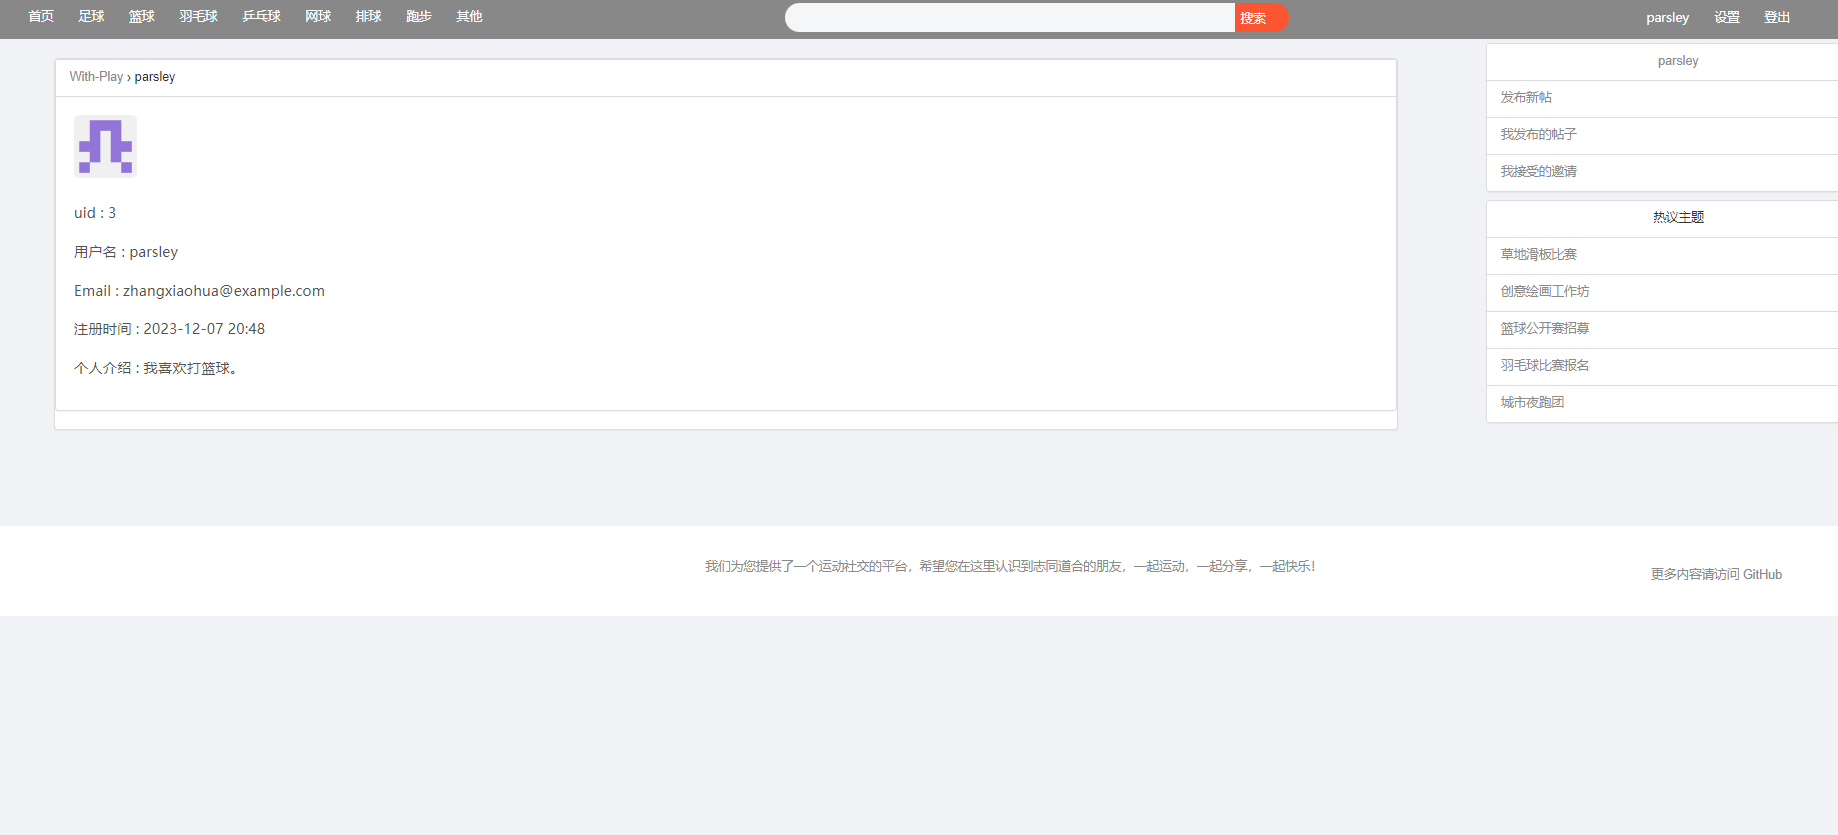 首页 足球 篮球 羽毛球 乒乓球 网球 排球 跑步 其他 搜索 parsley 设置 登出
With-Play › parsley
uid : 3
用户名 : parsley
Email : zhangxiaohua@example.com
注册时间 : 2023-12-07 20:48
个人介绍 : 我喜欢打篮球。
parsley
发布新帖
我发布的帖子
我接受的邀请
热议主题
草地滑板比赛
创意绘画工作坊
篮球公开赛招募
羽毛球比赛报名
城市夜跑团
我们为您提供了一个运动社交的平台，希望您在这里认识到志同道合的朋友，一起运动，一起分享，一起快乐！
更多内容请访问 GitHub